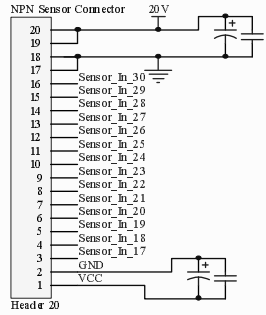 NPN Sensor Connector
20V
+
20
19
18
17
16 Sensor_In_30
15 Sensor_In_29
14 Sensor_In_28
13 Sensor_In_27
12 Sensor_In_26
11 Sensor_In_25
10 Sensor_In_24
9 Sensor_In_23
8 Sensor_In_22
7 Sensor_In_21
6 Sensor_In_20
5 Sensor_In_19
4 Sensor_In_18
3 Sensor_In_17
2 GND
1 VCC
+
Header 20